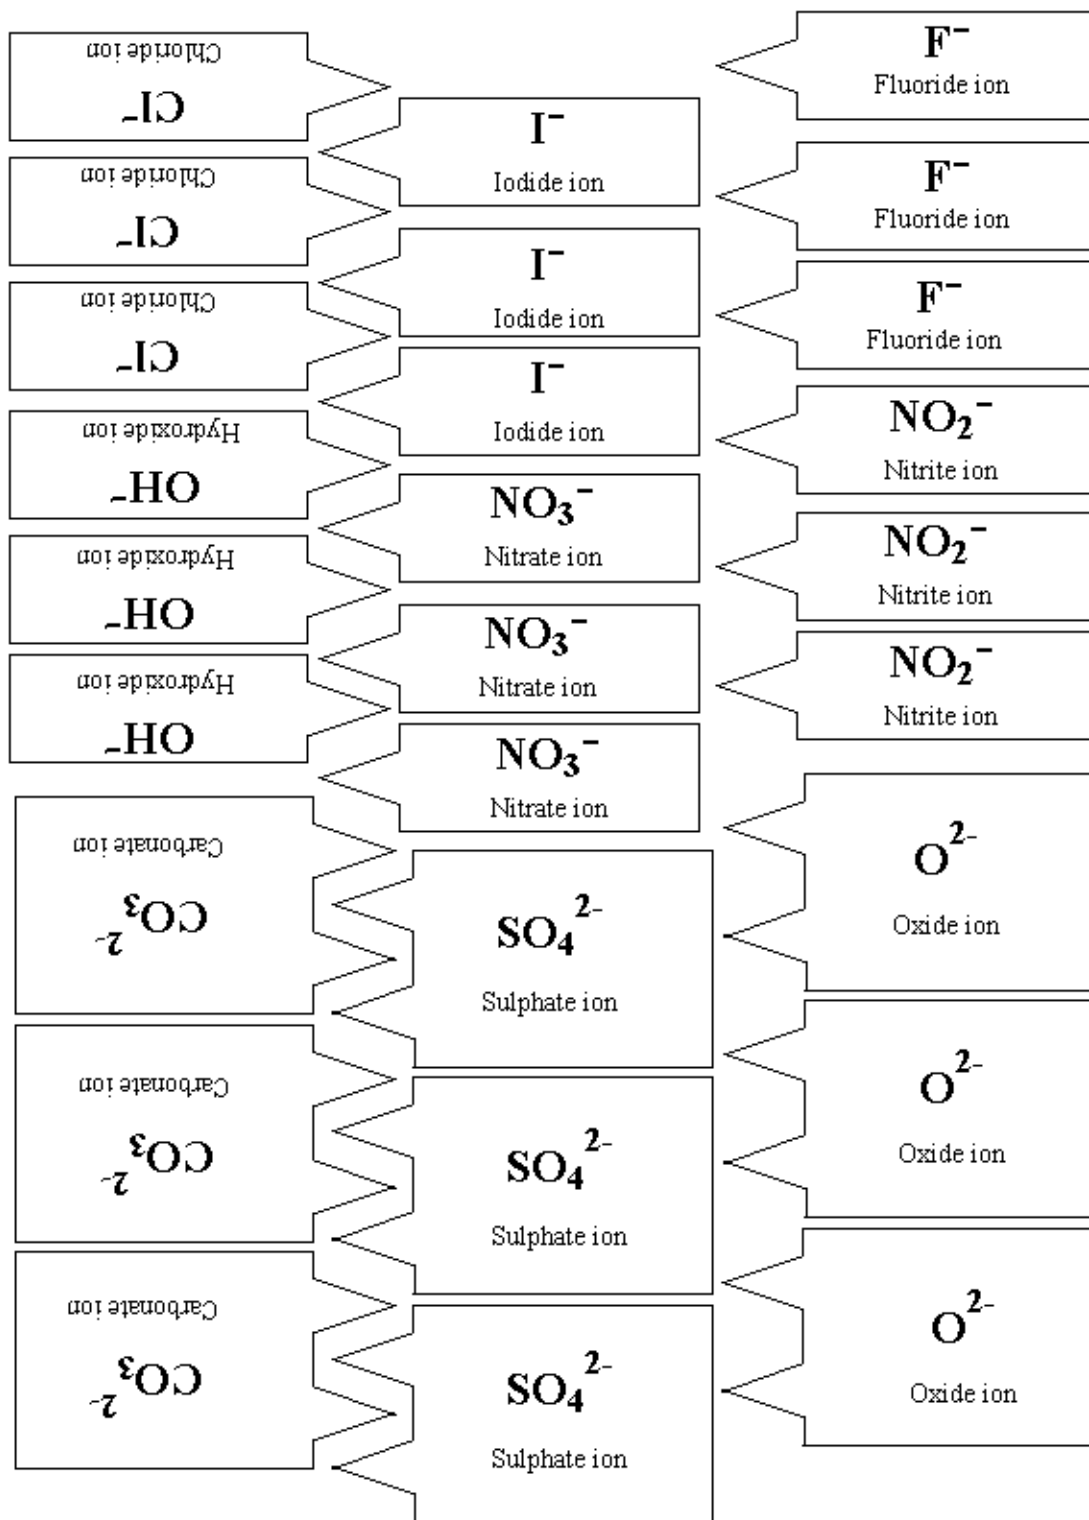 Chloride ion
Cl⁻
Chloride ion
Cl⁻
Chloride ion
Cl⁻
Hydroxide ion
OH⁻
Hydroxide ion
OH⁻
Hydroxide ion
OH⁻
Carbonate ion
CO₃²⁻
Carbonate ion
CO₃²⁻
Carbonate ion
CO₃²⁻
I⁻
Iodide ion
I⁻
Iodide ion
I⁻
Iodide ion
NO₃⁻
Nitrate ion
NO₃⁻
Nitrate ion
NO₃⁻
Nitrate ion
SO₄²⁻
Sulphate ion
SO₄²⁻
Sulphate ion
SO₄²⁻
Sulphate ion
F⁻
Fluoride ion
F⁻
Fluoride ion
F⁻
Fluoride ion
NO₂⁻
Nitrite ion
NO₂⁻
Nitrite ion
NO₂⁻
Nitrite ion
O²⁻
Oxide ion
O²⁻
Oxide ion
O²⁻
Oxide ion